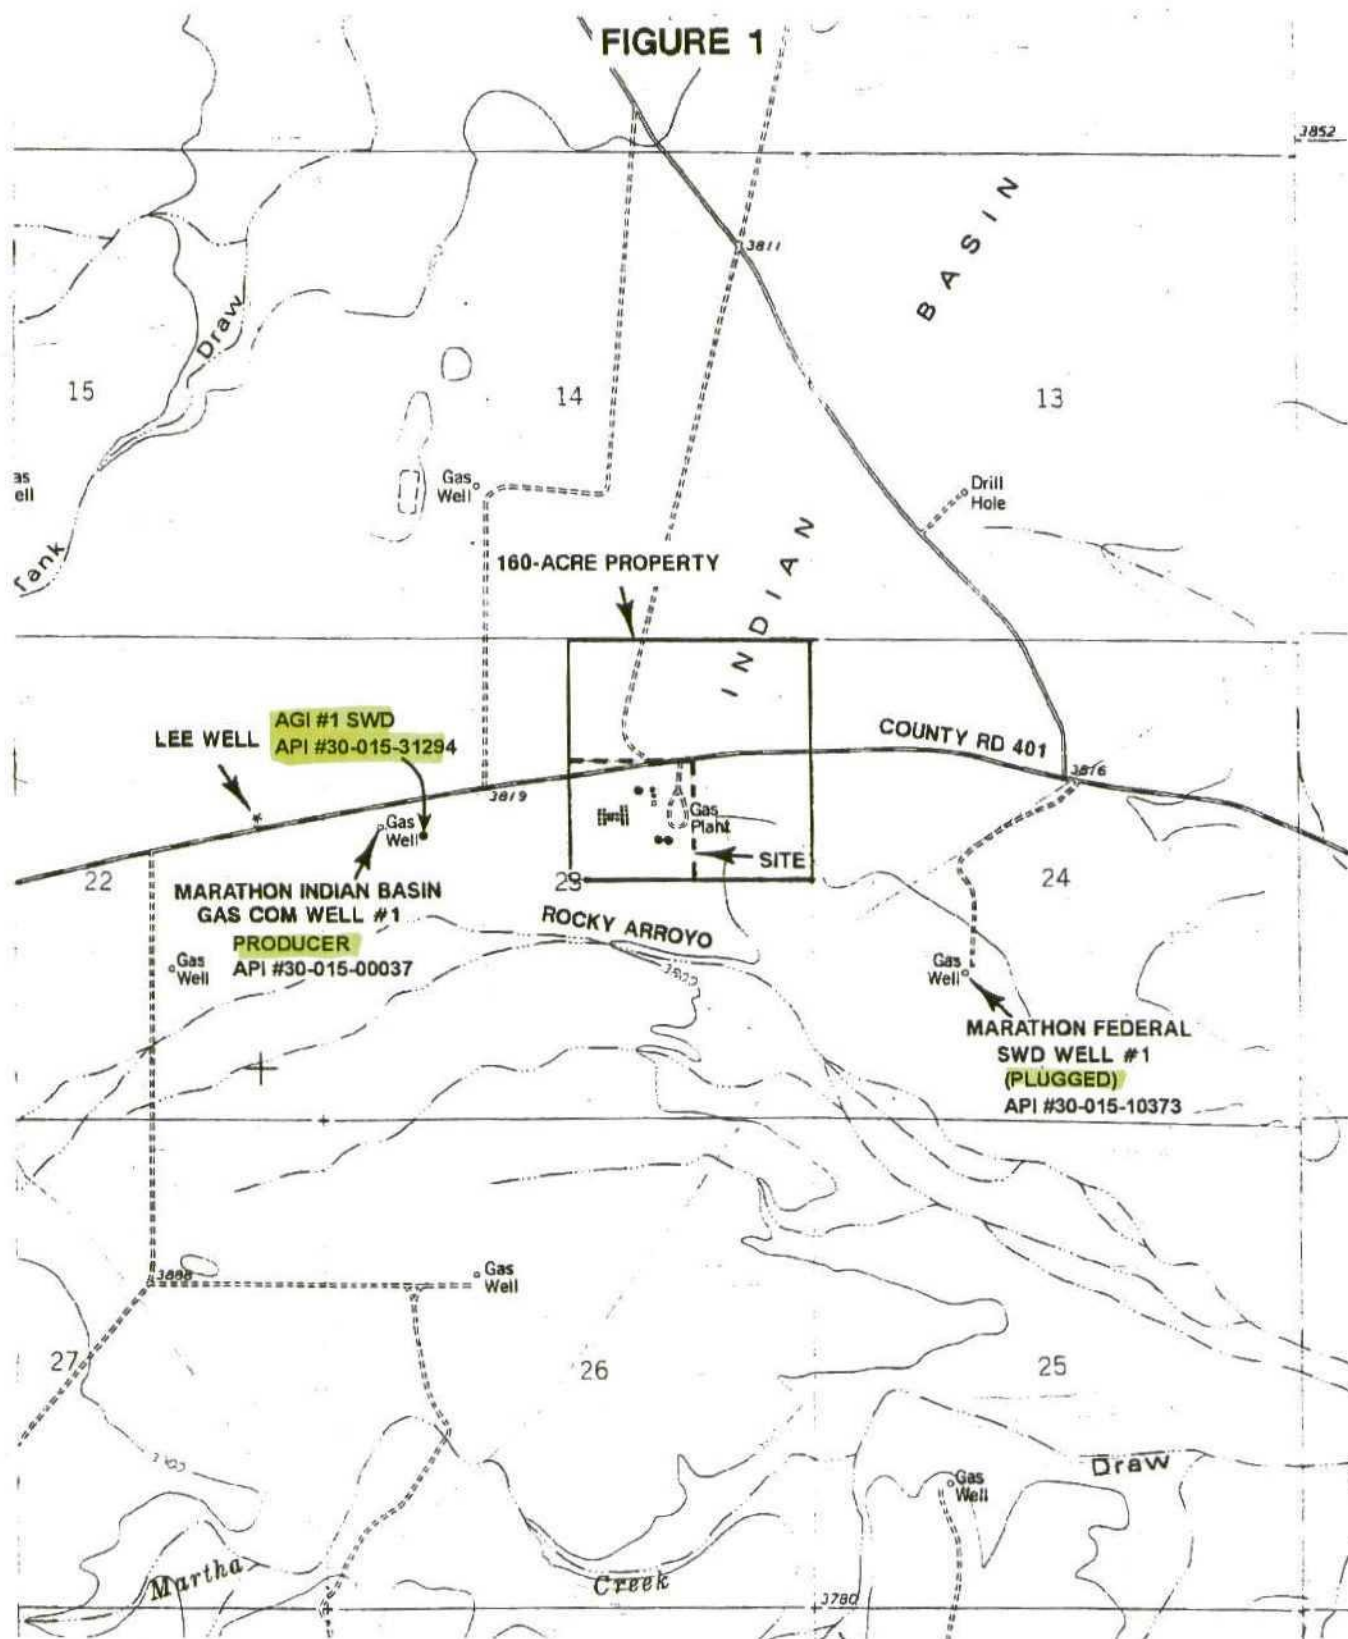 FIGURE 1
3852
3811
BASIN
Draw
15
14
13
Gas
Well
Drill
Hole
Tank
160-ACRE PROPERTY
INDIAN
AGI #1 SWD
API #30-015-31294
LEE WELL
COUNTY RD 401
3816
3819
Gas
Well
Gas
Plant
SITE
22
23
24
MARATHON INDIAN BASIN
GAS COM WELL #1
PRODUCER
API #30-015-00037
ROCKY ARROYO
Gas
Well
3800
Gas
Well
MARATHON FEDERAL
SWD WELL #1
(PLUGGED)
API #30-015-10373
Gas
Well
27
26
25
Draw
Gas
Well
Martha
Creek
3780